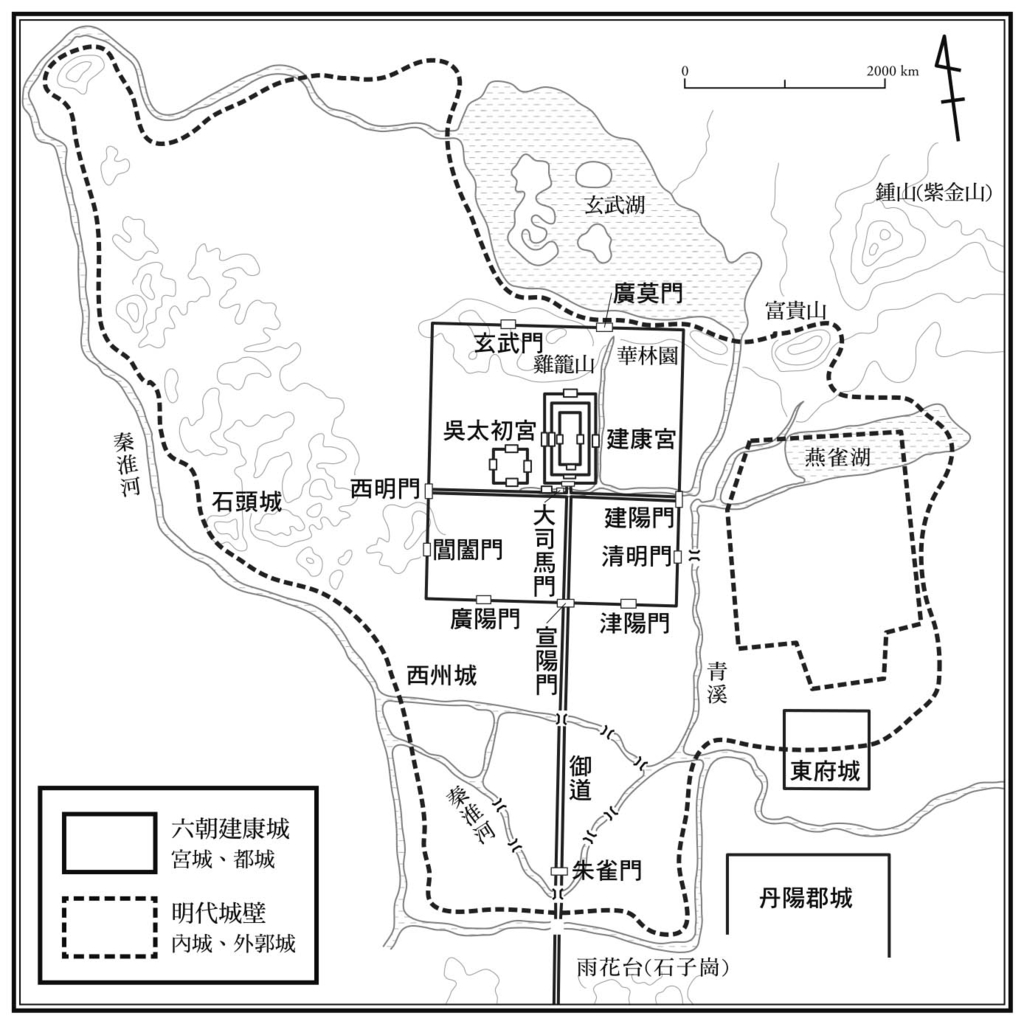 0
2000 km
鍾山(紫金山)
玄武湖
廣莫門
富貴山
玄武門
雞籠山
華林園
吳太初宮
建康宮
燕雀湖
秦淮河
石頭城
西明門
大司馬門
建陽門
閶闔門
清明門
廣陽門
宣陽門
津陽門
西州城
青溪
御道
東府城
秦淮河
朱雀門
丹陽郡城
雨花台(石子崗)
六朝建康城
宮城、都城
明代城壁
內城、外郭城